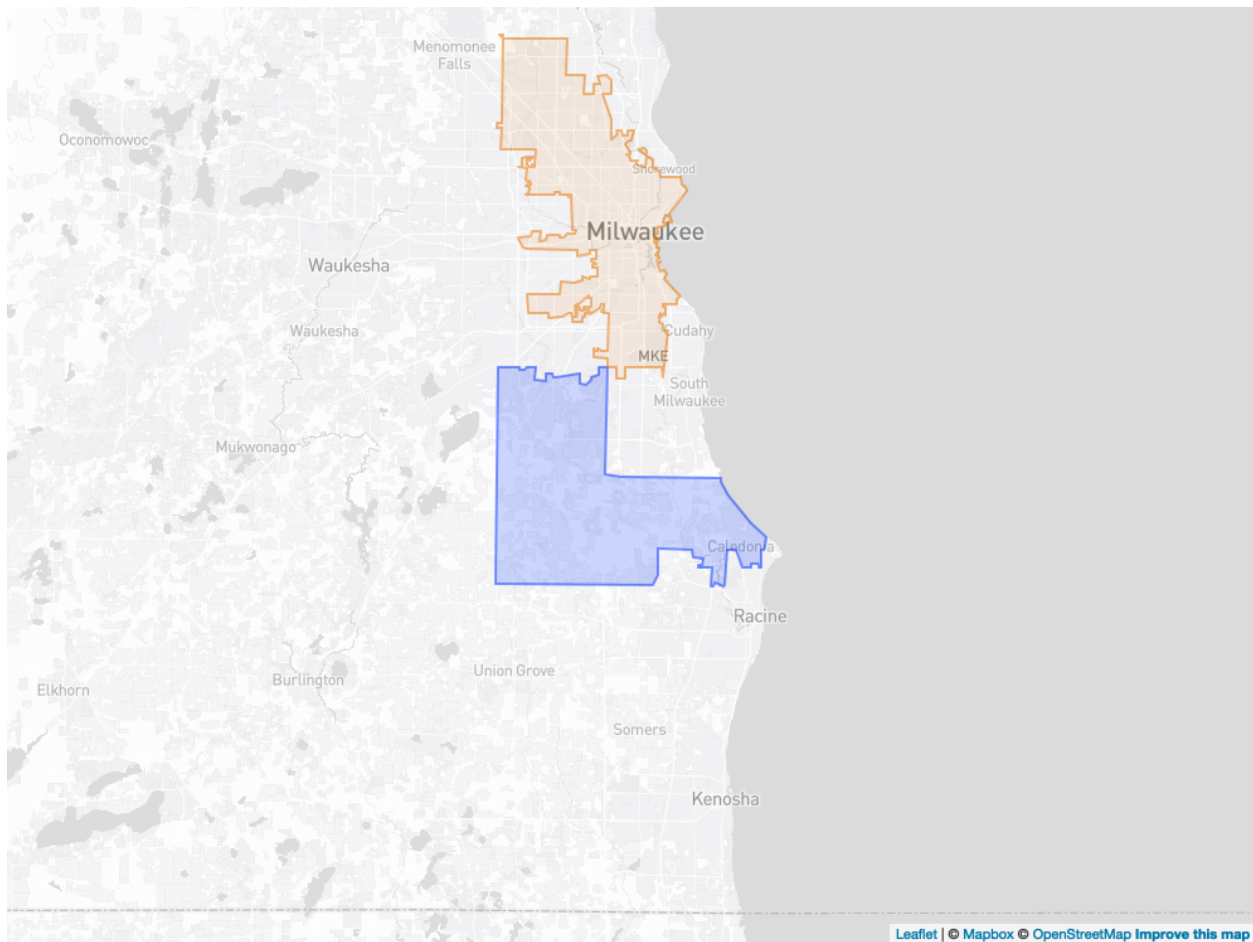 Menomonee
Falls
Oconomowoc
Shorewood
Milwaukee
Waukesha
Waukesha
Cudahy
MKE
South
Milwaukee
Mukwonago
Caledonia
Racine
Union Grove
Burlington
Elkhorn
Somers
Kenosha
Leaflet | © Mapbox © OpenStreetMap Improve this map